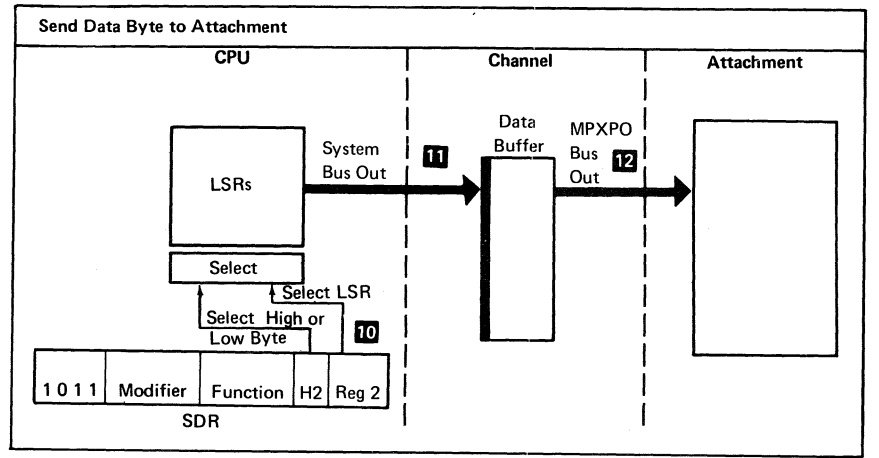 Send Data Byte to Attachment
CPU
Channel
Attachment
LSRs
System
Bus Out
11
Data
Buffer
MPXPO
Bus
Out
12
Select
Select LSR
Select High or
Low Byte
10
1 0 1 1 Modifier Function H2 Reg 2
SDR